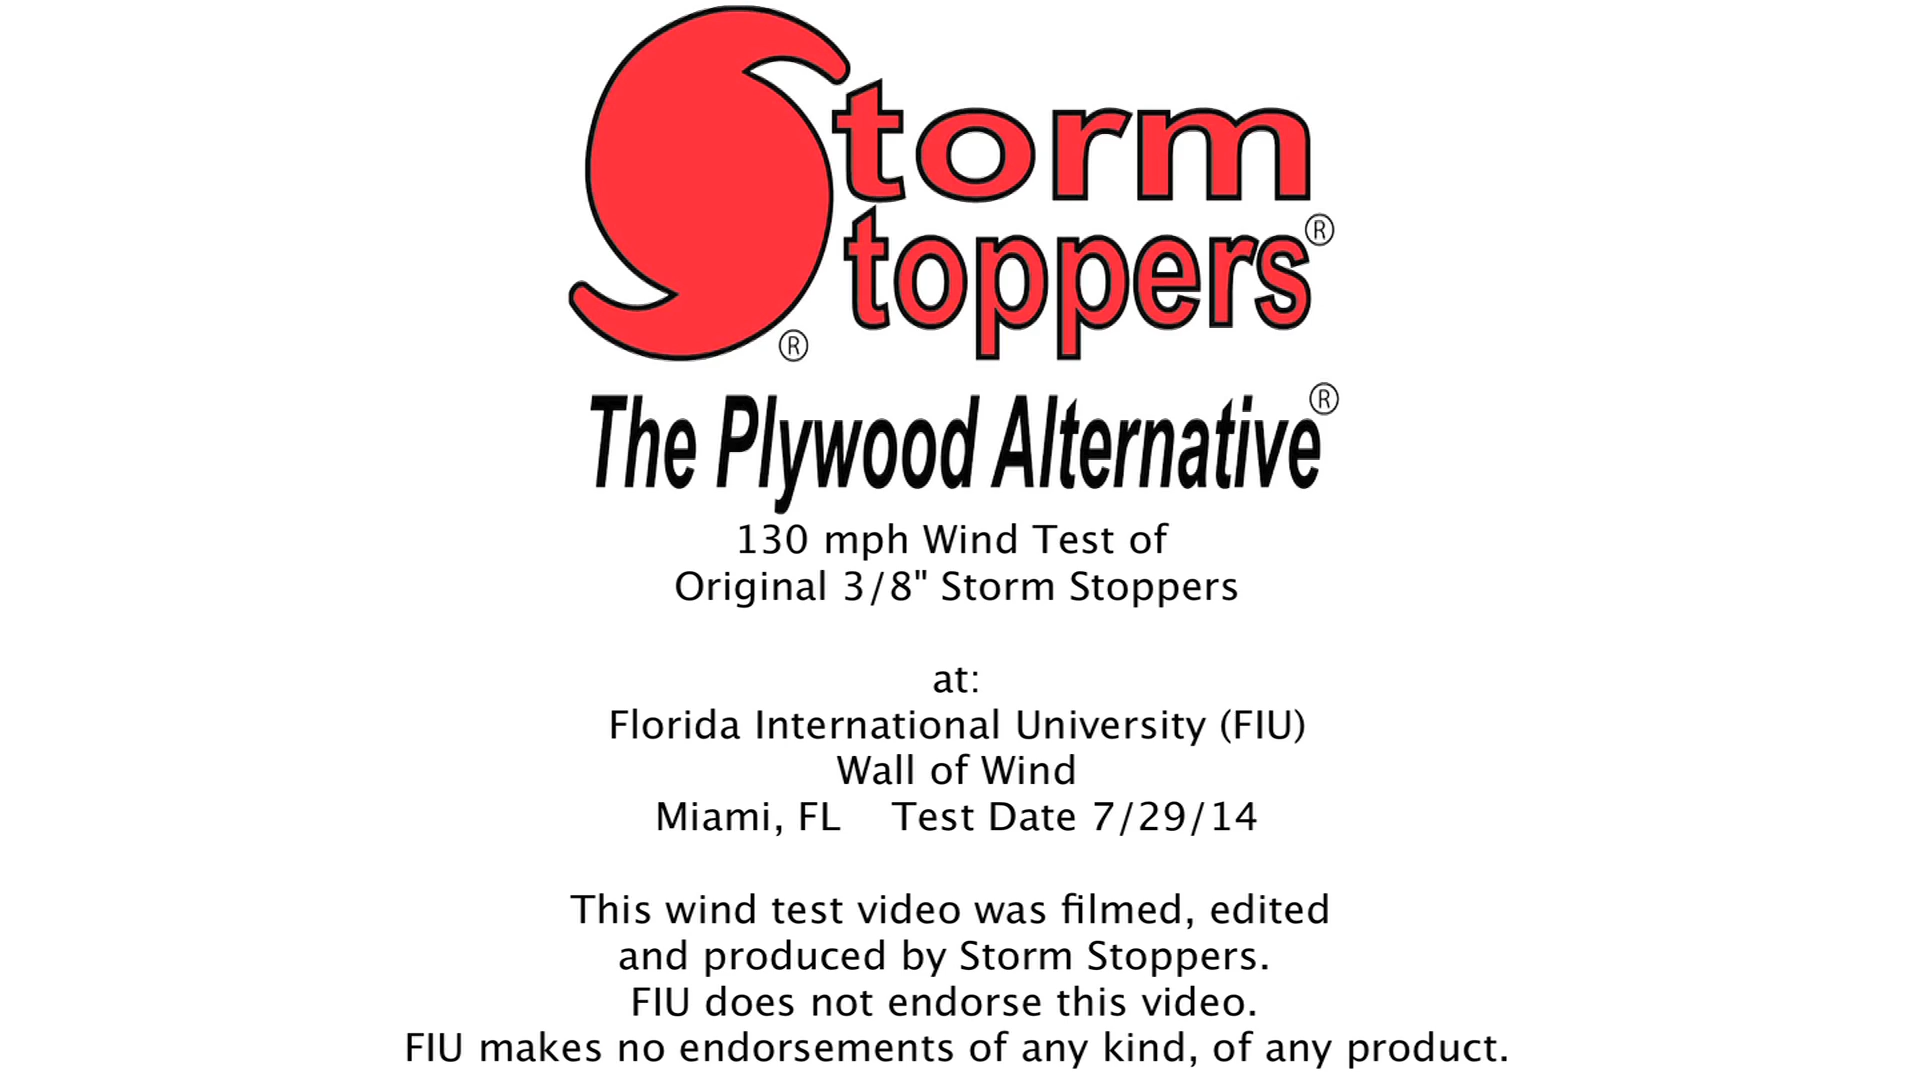 Storm
Stoppers®
®
The Plywood Alternative®
130 mph Wind Test of
Original 3/8" Storm Stoppers
at:
Florida International University (FIU)
Wall of Wind
Miami, FL    Test Date 7/29/14
This wind test video was filmed, edited
and produced by Storm Stoppers.
FIU does not endorse this video.
FIU makes no endorsements of any kind, of any product.